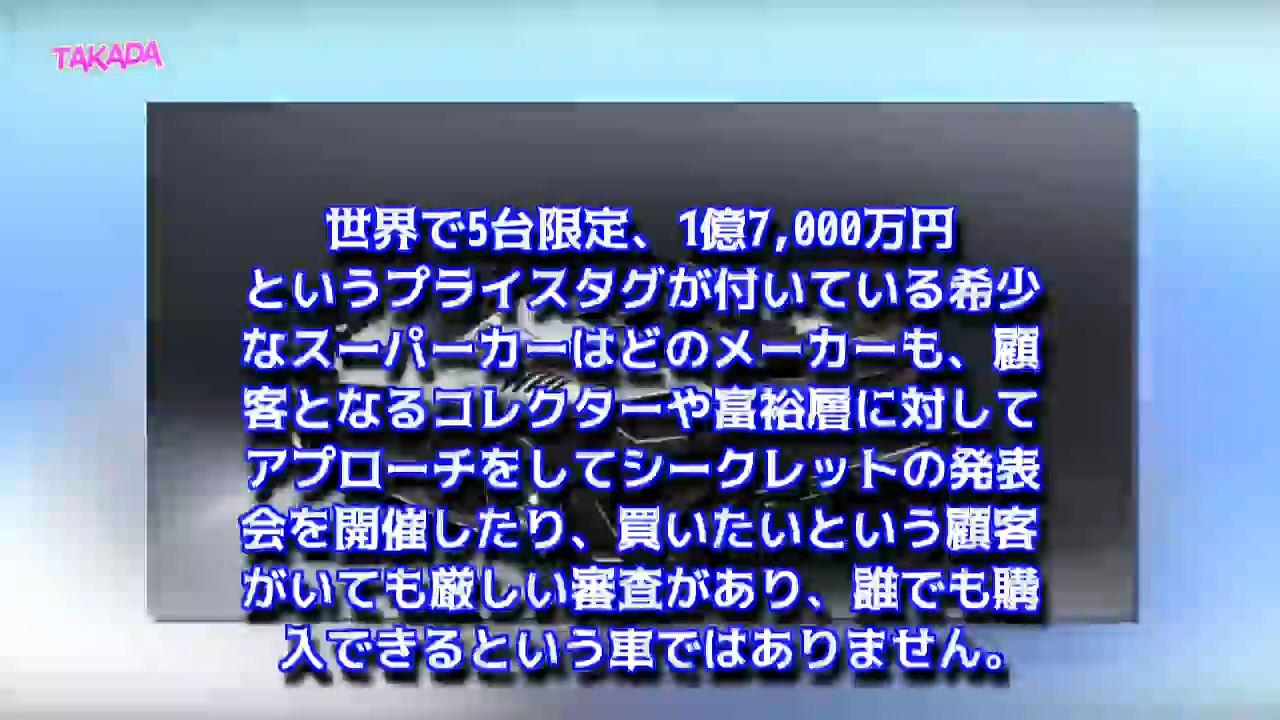 TAKADA
世界で5台限定、1億7,000万円
というプライスタグが付いている希少
なスーパーカーはどのメーカーも、顧
客となるコレクターや富裕層に対して
アプローチをしてシークレットの発表
会を開催したり、買いたいという顧客
がいても厳しい審査があり、誰でも購
入できるという車ではありません。